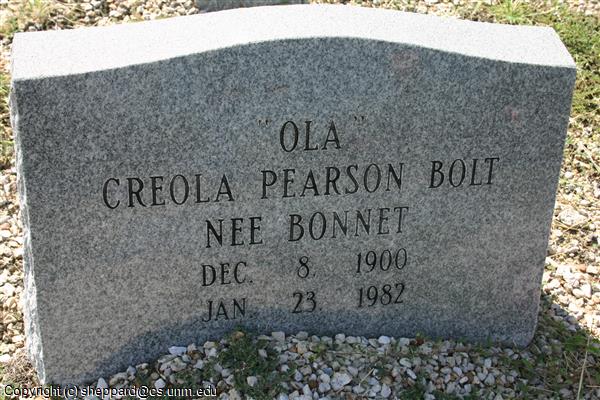 "OLA"
CREOLA PEARSON BOLT
NEE BONNET
DEC. 8, 1900
JAN. 23, 1982
Copyright (c) sheppard@cs.unm.edu